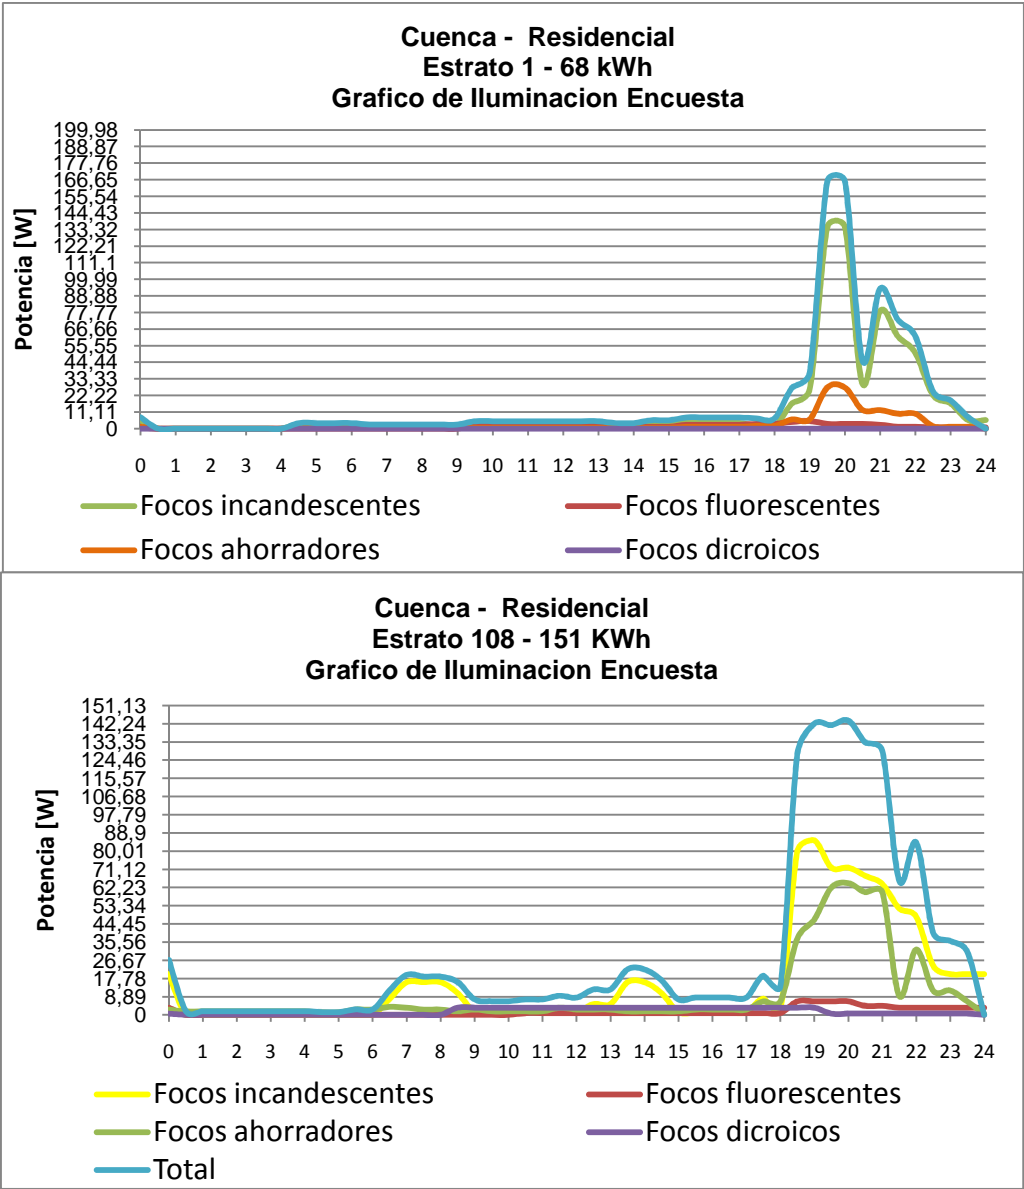 Cuenca - Residencial
Estrato 1 - 68 kWh
Grafico de Iluminacion Encuesta
Potencia [W]
199,98
188,87
177,76
166,65
155,54
144,43
133,32
122,21
111,1
99,99
88,88
77,77
66,66
55,55
44,44
33,33
22,22
11,11
0
0 1 2 3 4 5 6 7 8 9 10 11 12 13 14 15 16 17 18 19 20 21 22 23 24
Focos incandescentes Focos fluorescentes
Focos ahorradores Focos dicroicos
Cuenca - Residencial
Estrato 108 - 151 KWh
Grafico de Iluminacion Encuesta
Potencia [W]
151,13
142,24
133,35
124,46
115,57
106,68
97,79
88,9
80,01
71,12
62,23
53,34
44,45
35,56
26,67
17,78
8,89
0
0 1 2 3 4 5 6 7 8 9 10 11 12 13 14 15 16 17 18 19 20 21 22 23 24
Focos incandescentes Focos fluorescentes
Focos ahorradores Focos dicroicos
Total